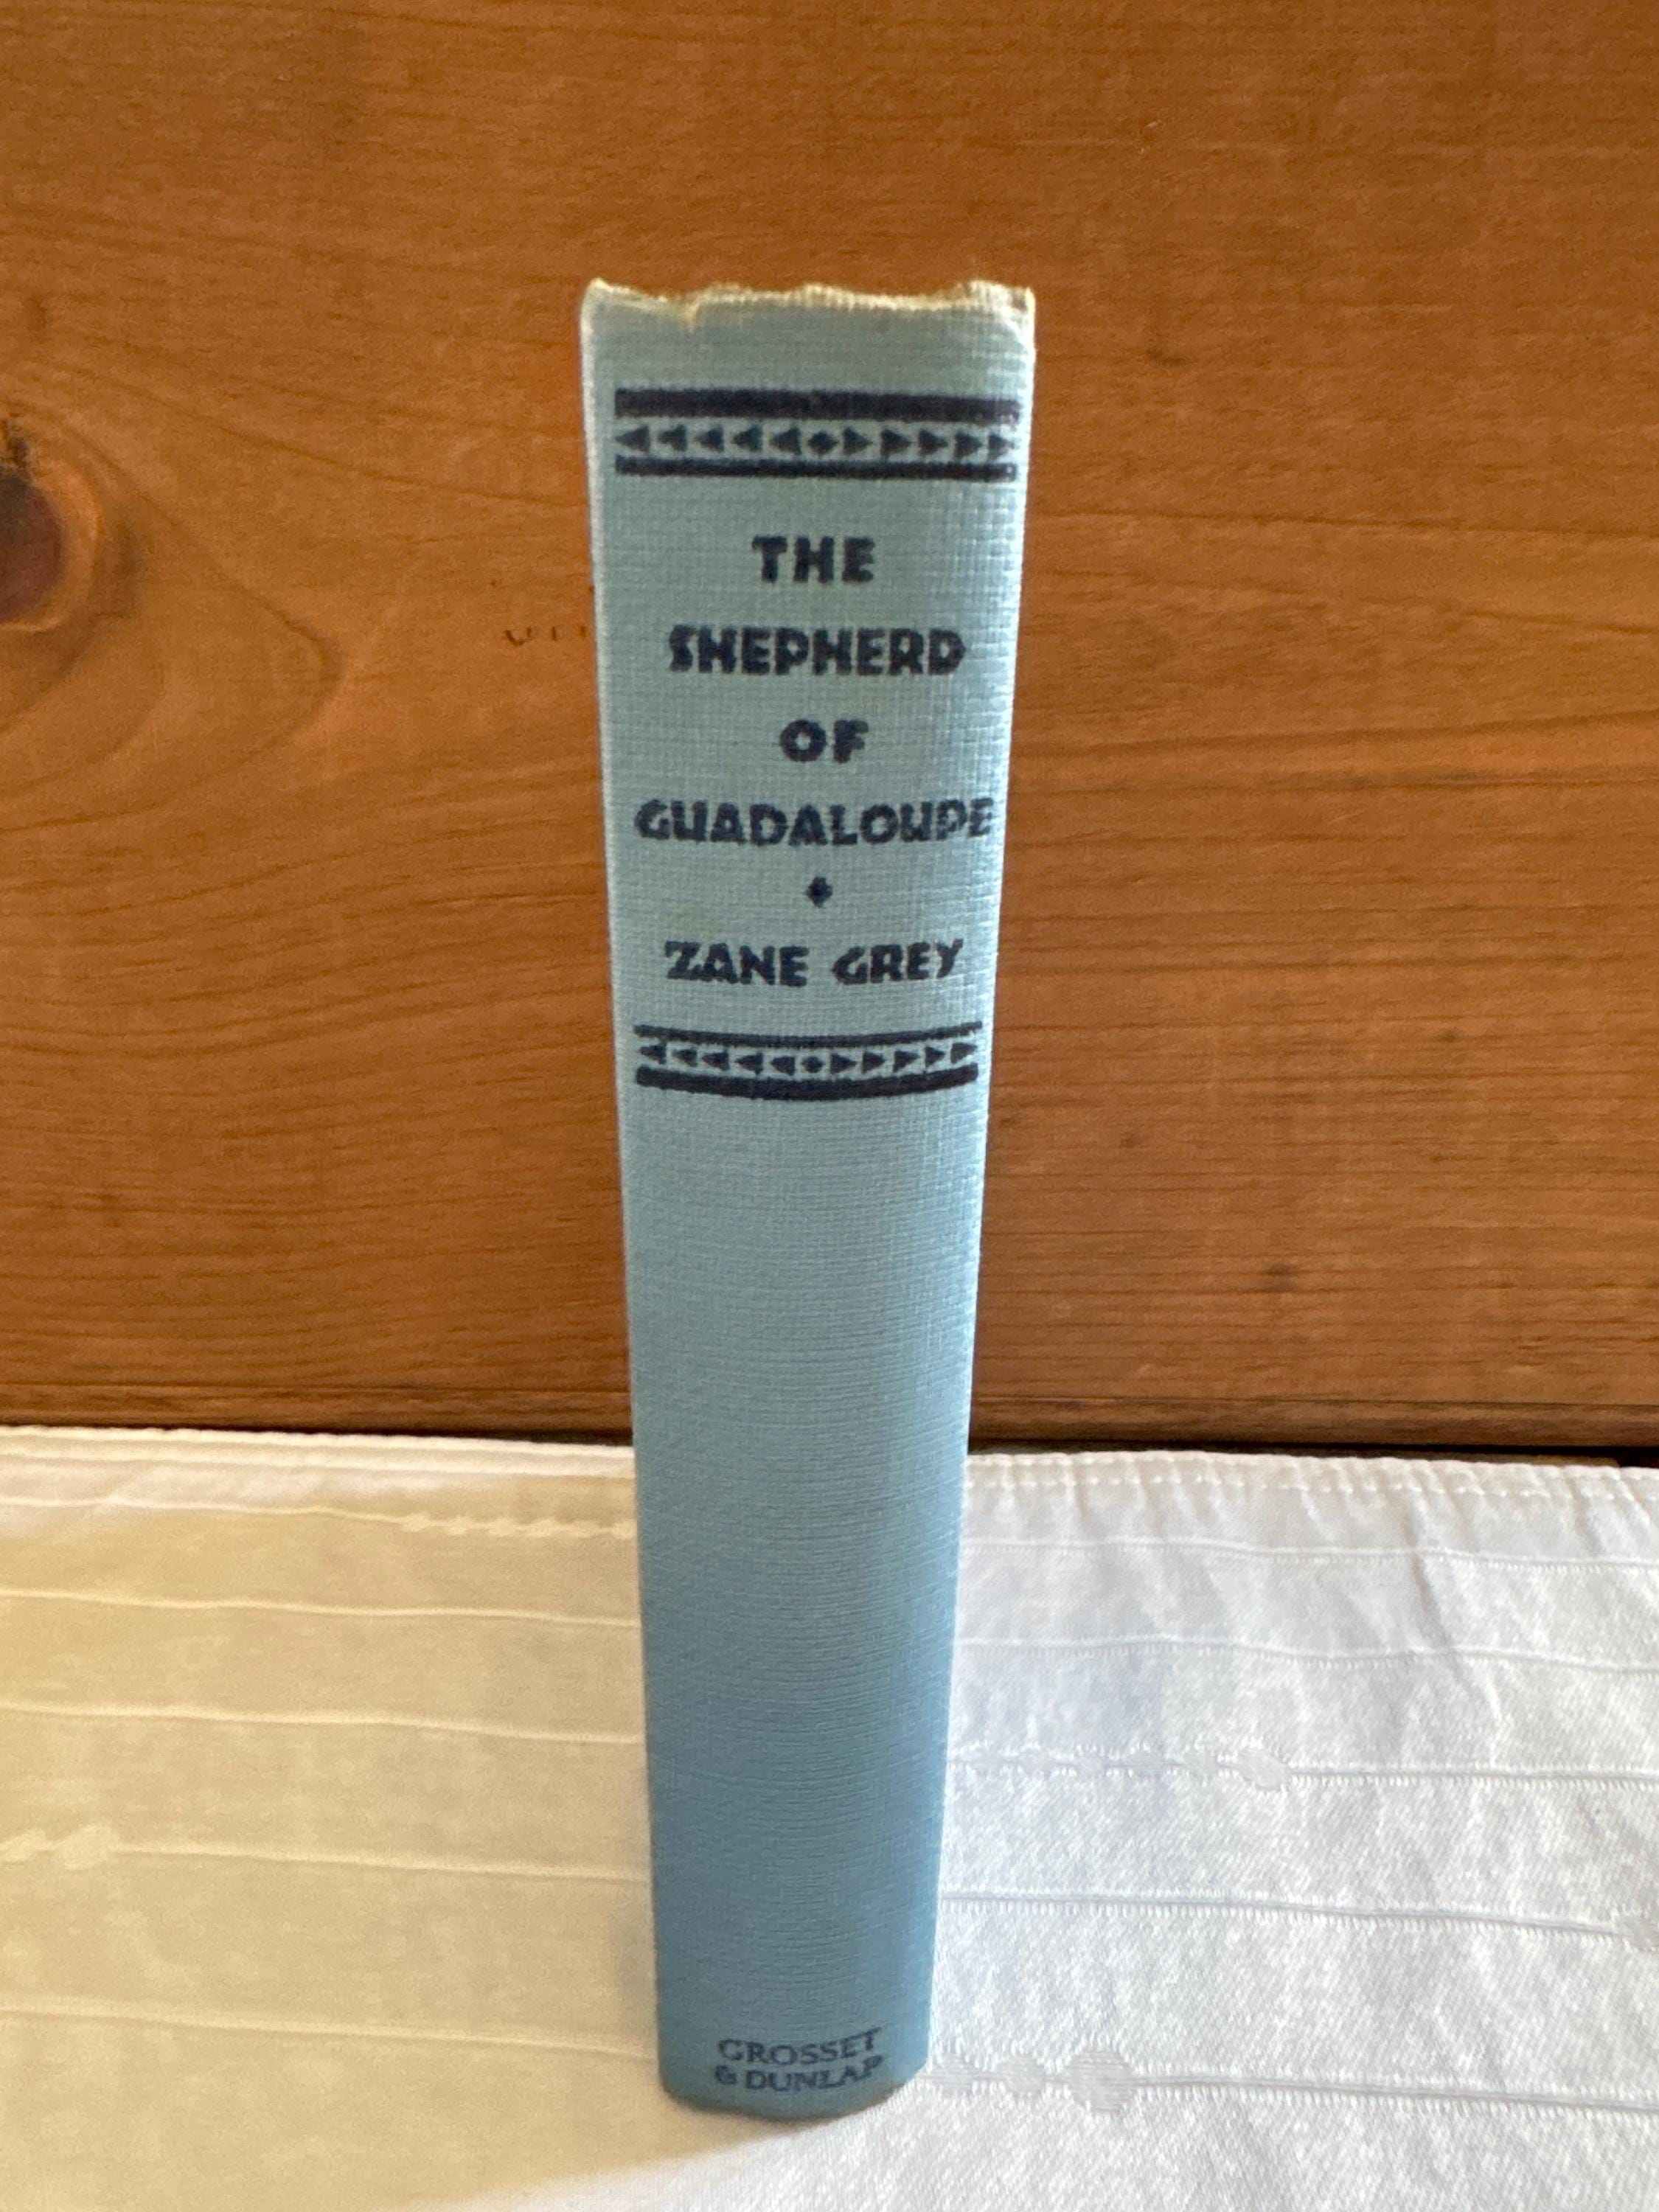 THE
SHEPHERD
OF
GUADALOUPE
ZANE GREY
GROSSET
& DUNLAP